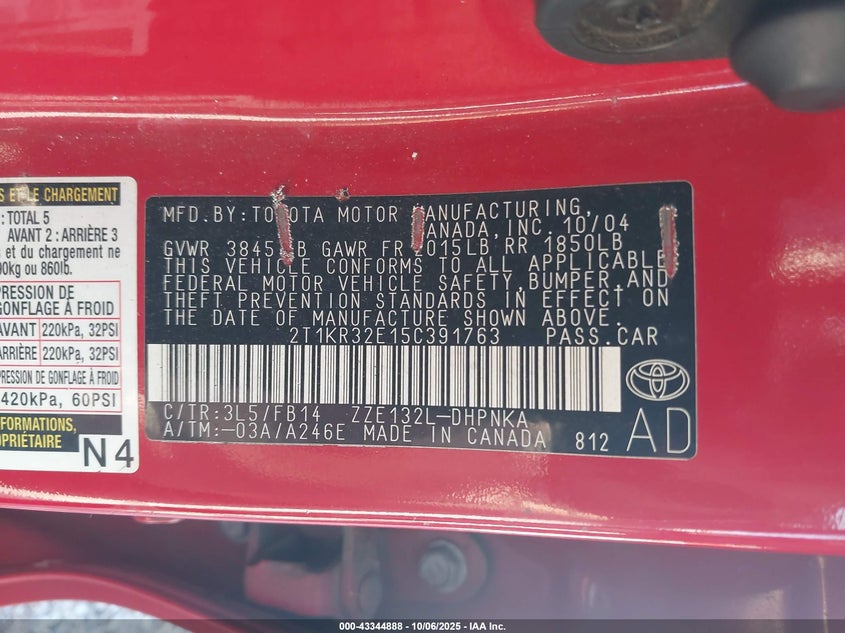 S ET LE CHARGEMENT
: TOTAL 5
AVANT 2 : ARRIÈRE 3
s et du chargement ne
90kg ou 860lb.
PRESSION DE
GONFLAGE À FROID
AVANT 220kPa, 32PSI
ARRIÈRE 220kPa, 32PSI
PRESSION DE GONFLAGE À FROID
420kPa, 60PSI
INFORMATIONS,
PROPRIÉTAIRE
N4
MFD. BY: TOYOTA MOTOR MANUFACTURING,
CANADA, INC. 10/04
GVWR 3845LB GAWR FR 2015LB RR 1850LB
THIS VEHICLE CONFORMS TO ALL APPLICABLE
FEDERAL MOTOR VEHICLE SAFETY, BUMPER, AND
THEFT PREVENTION STANDARDS IN EFFECT ON
THE DATE OF MANUFACTURE SHOWN ABOVE.
2T1KR32E15C391763 PASS. CAR
C/TR: 3L5/FB14 ZZE132L-DHPNKA
A/TM: -03A/A246E MADE IN CANADA 812
AD
TOYOTA
000-43344888 - 10/06/2025 - IAA Inc.